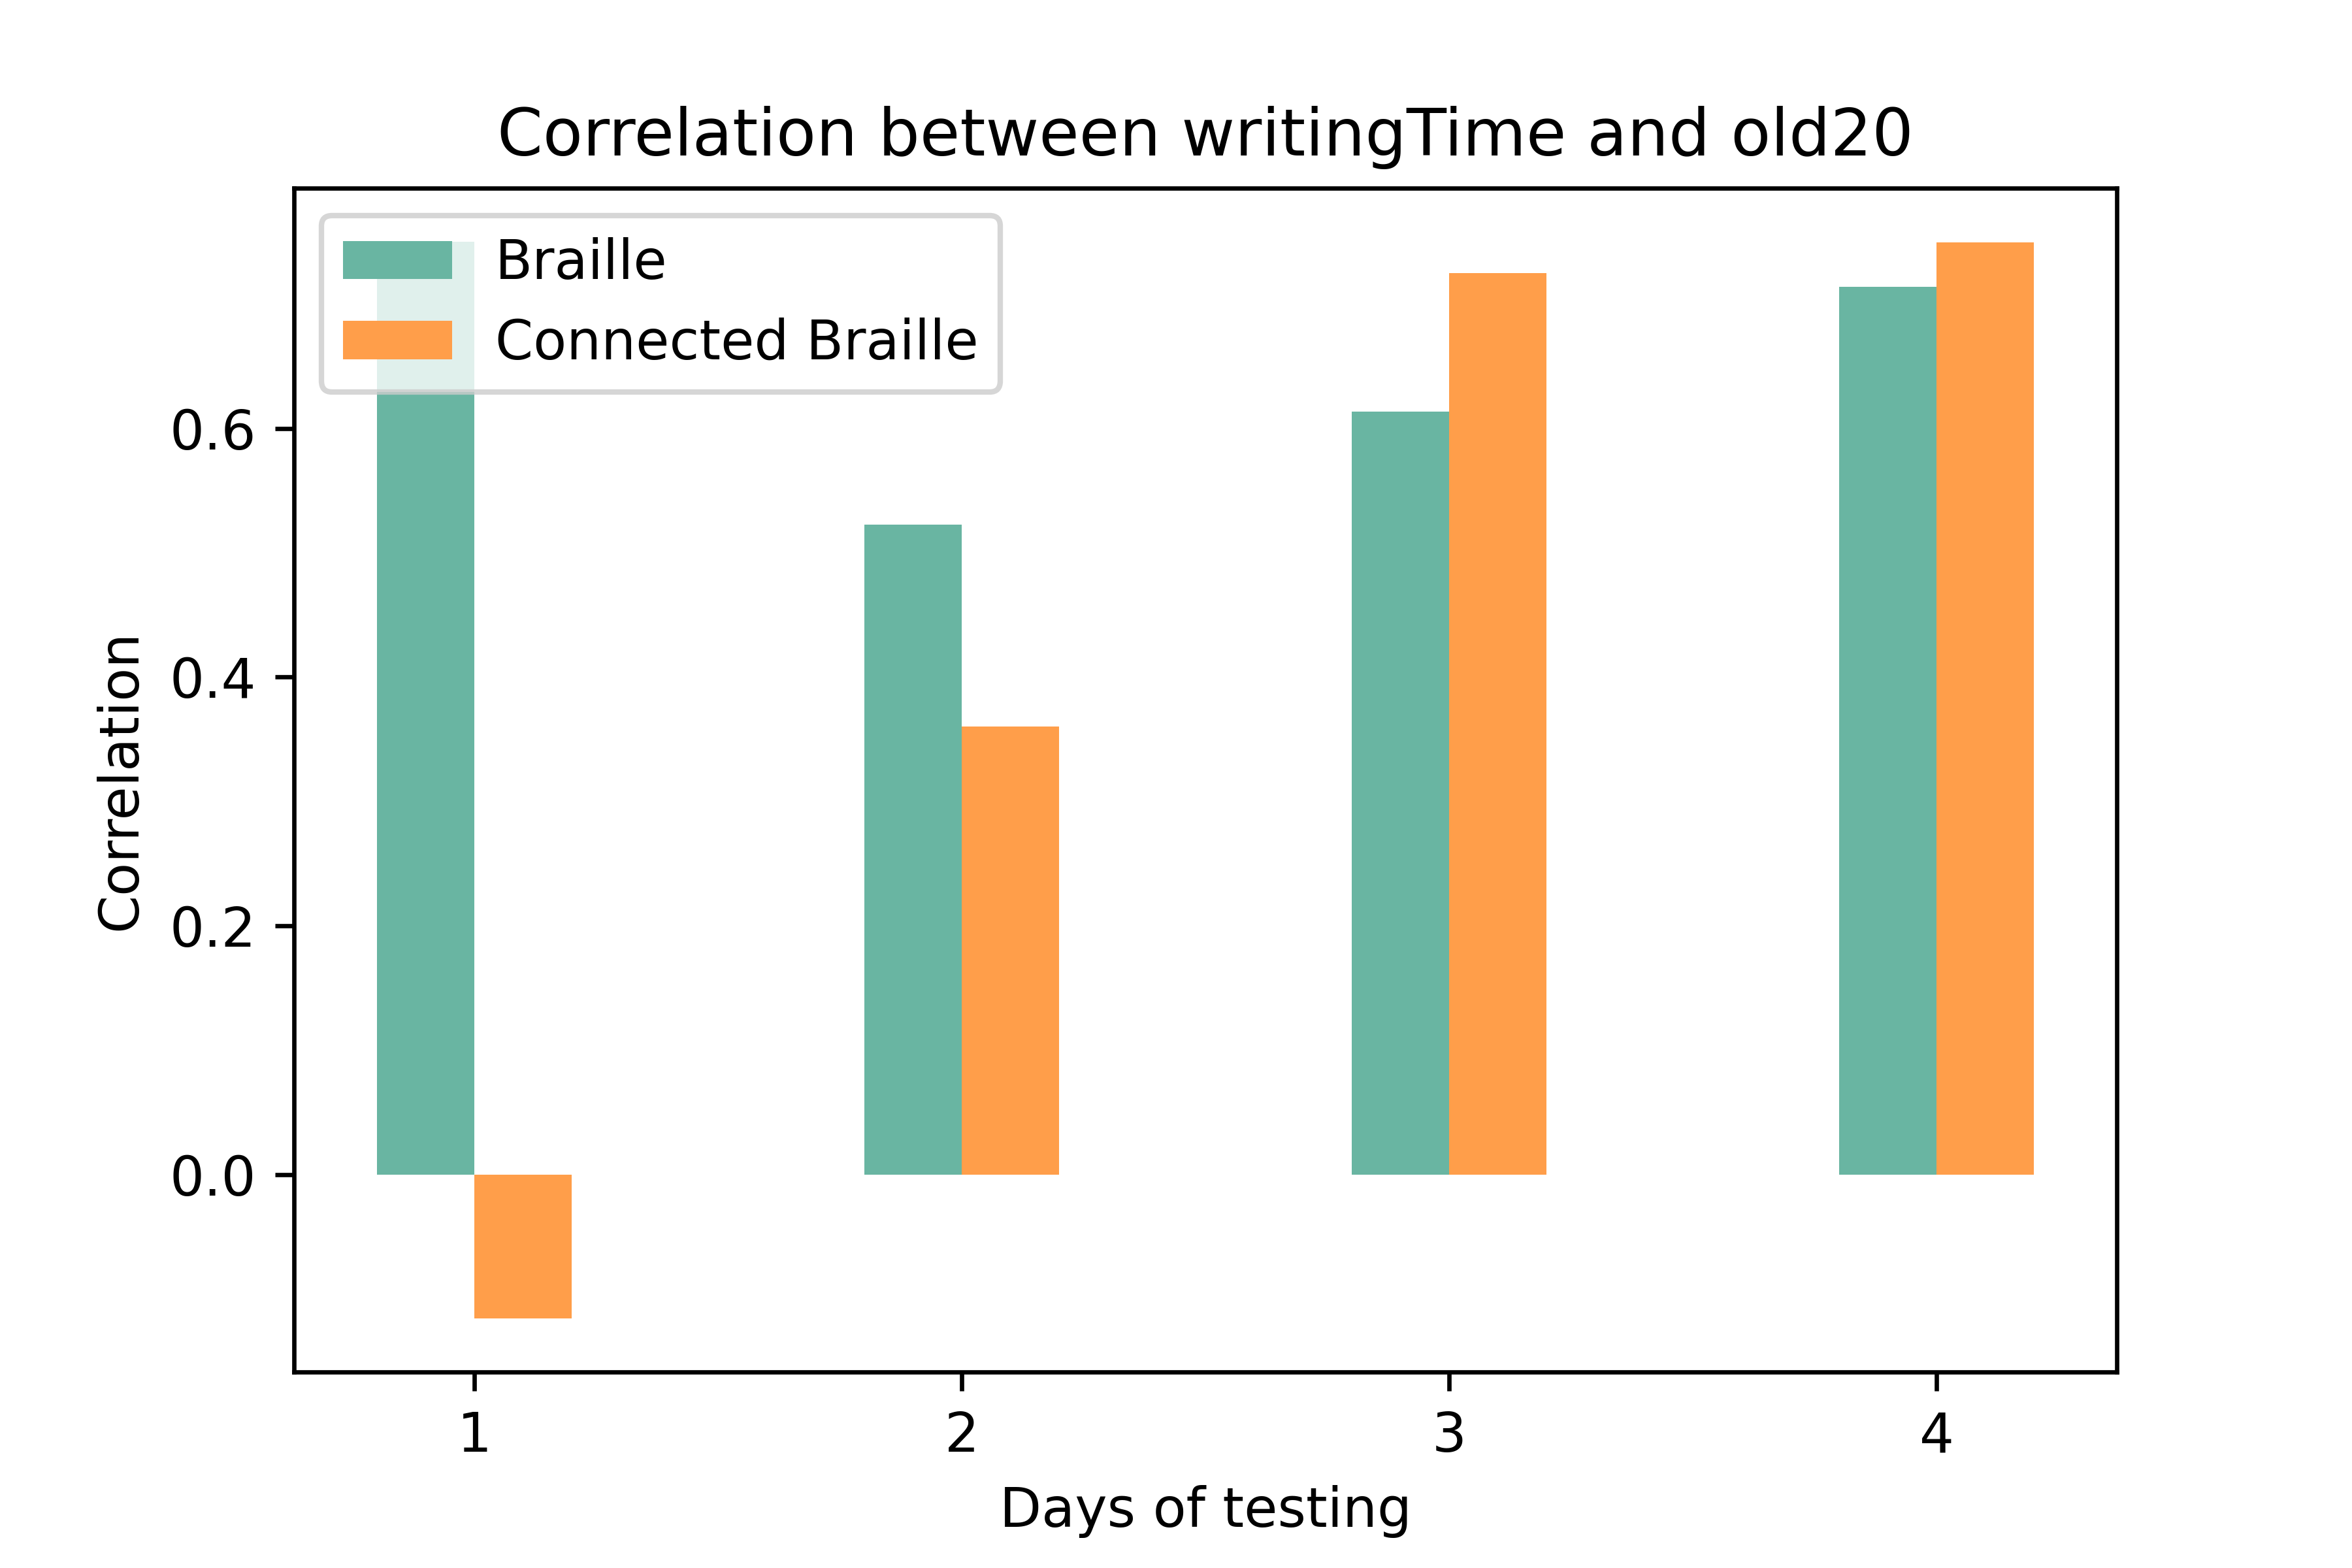 Correlation between writingTime and old20
Braille
Connected Braille
Correlation
0.6
0.4
0.2
0.0
1 2 3 4
Days of testing